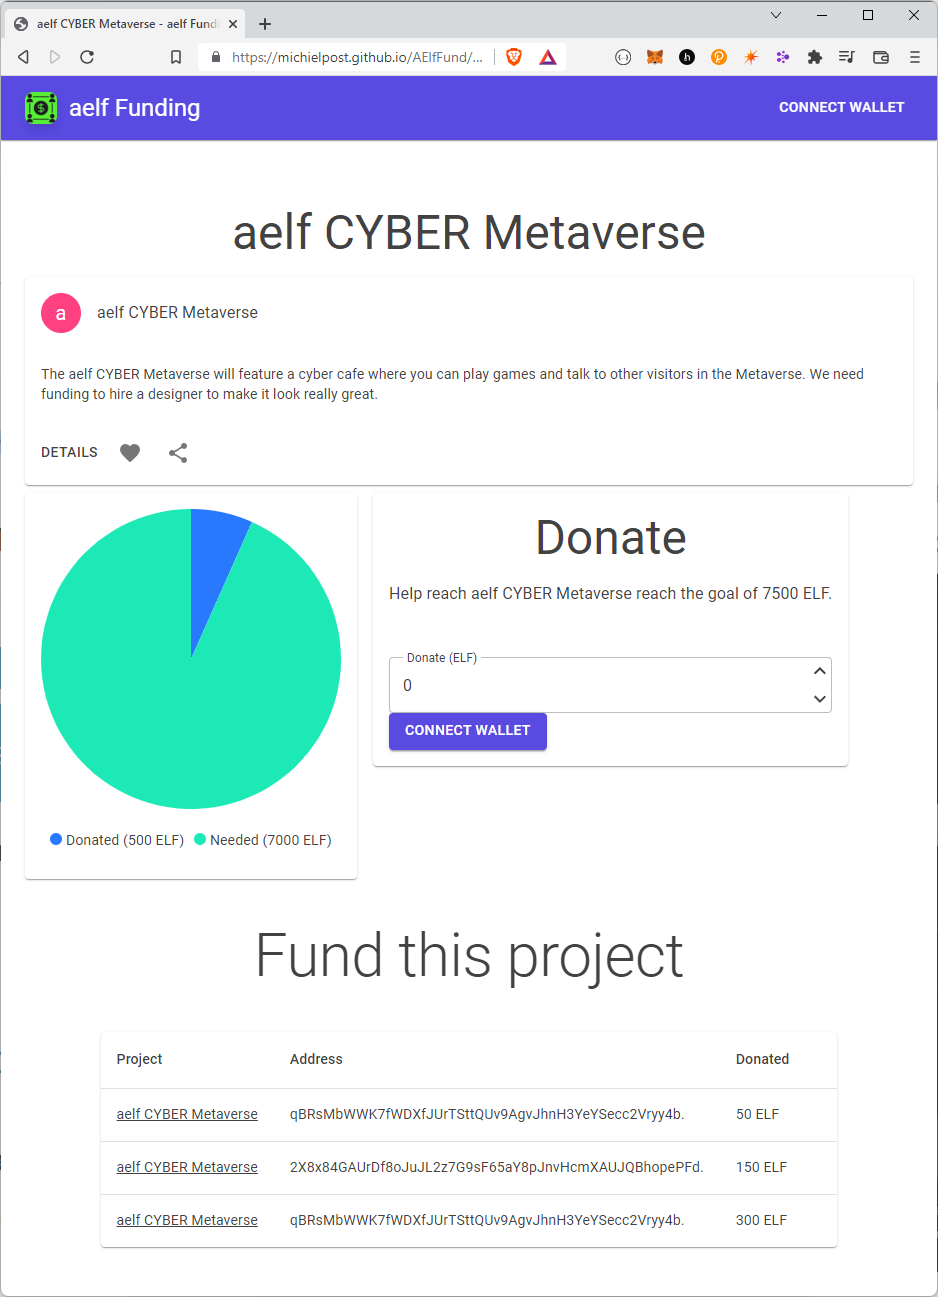 aelf CYBER Metaverse - aelf Fundi
https://michielpost.github.io/AElfFund/...
aelf Funding
CONNECT WALLET
aelf CYBER Metaverse
a
aelf CYBER Metaverse
The aelf CYBER Metaverse will feature a cyber cafe where you can play games and talk to other visitors in the Metaverse. We need
funding to hire a designer to make it look really great.
DETAILS
Donate
Help reach aelf CYBER Metaverse reach the goal of 7500 ELF.
Donate (ELF)
0
CONNECT WALLET
Donated (500 ELF) Needed (7000 ELF)
Fund this project
Project Address Donated
aelf CYBER Metaverse qBRsMbWWK7fWDXfJUrTSttQUv9AgvJhnH3YeYSecc2Vryy4b. 50 ELF
aelf CYBER Metaverse 2X8x84GAUrDf8oJuJL2z7G9sF65aY8pJnvHcmXAUJQBhopePFd. 150 ELF
aelf CYBER Metaverse qBRsMbWWK7fWDXfJUrTSttQUv9AgvJhnH3YeYSecc2Vryy4b. 300 ELF